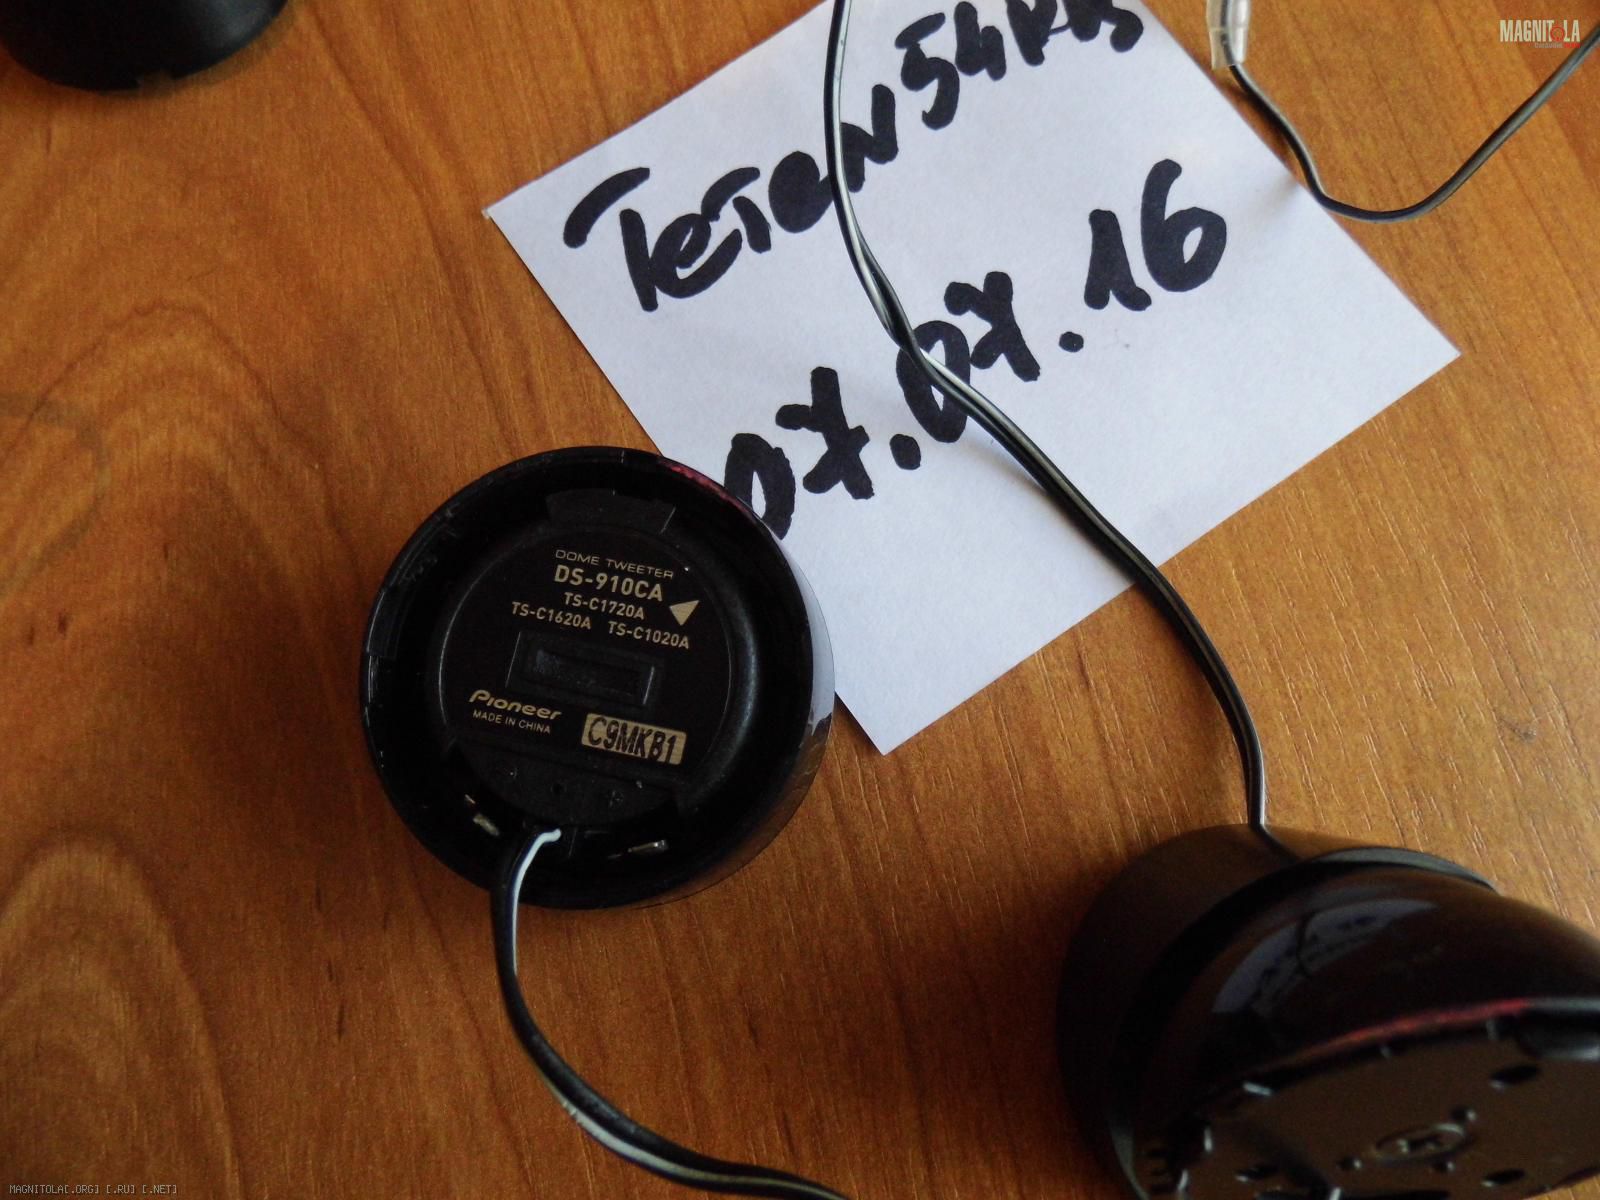 MAGNITOLA
TeTeN54RUS
07.07.16
DOME TWEETER
DS-910CA
TS-C1720A
TS-C1620A TS-C1020A
Pioneer
MADE IN CHINA
C9MKB1
MAGNITOLA[.ORG] [.RU] [.NET]